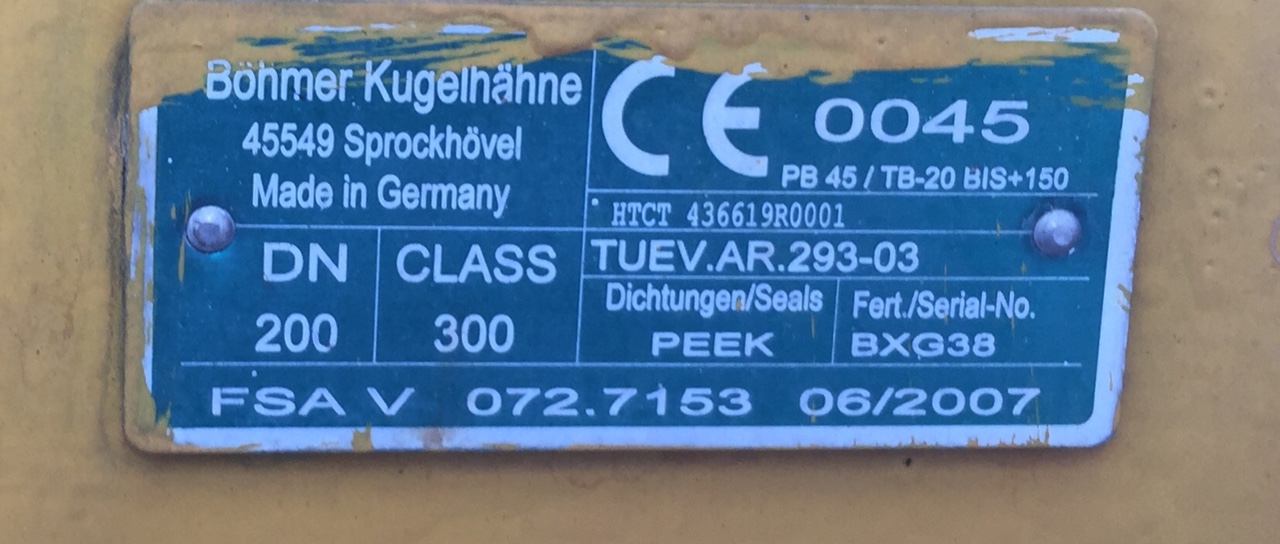 Böhmer Kugelhähne
45549 Sprockhövel
Made in Germany
CE 0045
PB 45 / TB-20 BIS+150
HTCT 436619R0001
TUEV.AR.293-03
DN
200
CLASS
300
Dichtungen/Seals
PEEK
Fert./Serial-No.
BXG38
FSA V 072.7153 06/2007